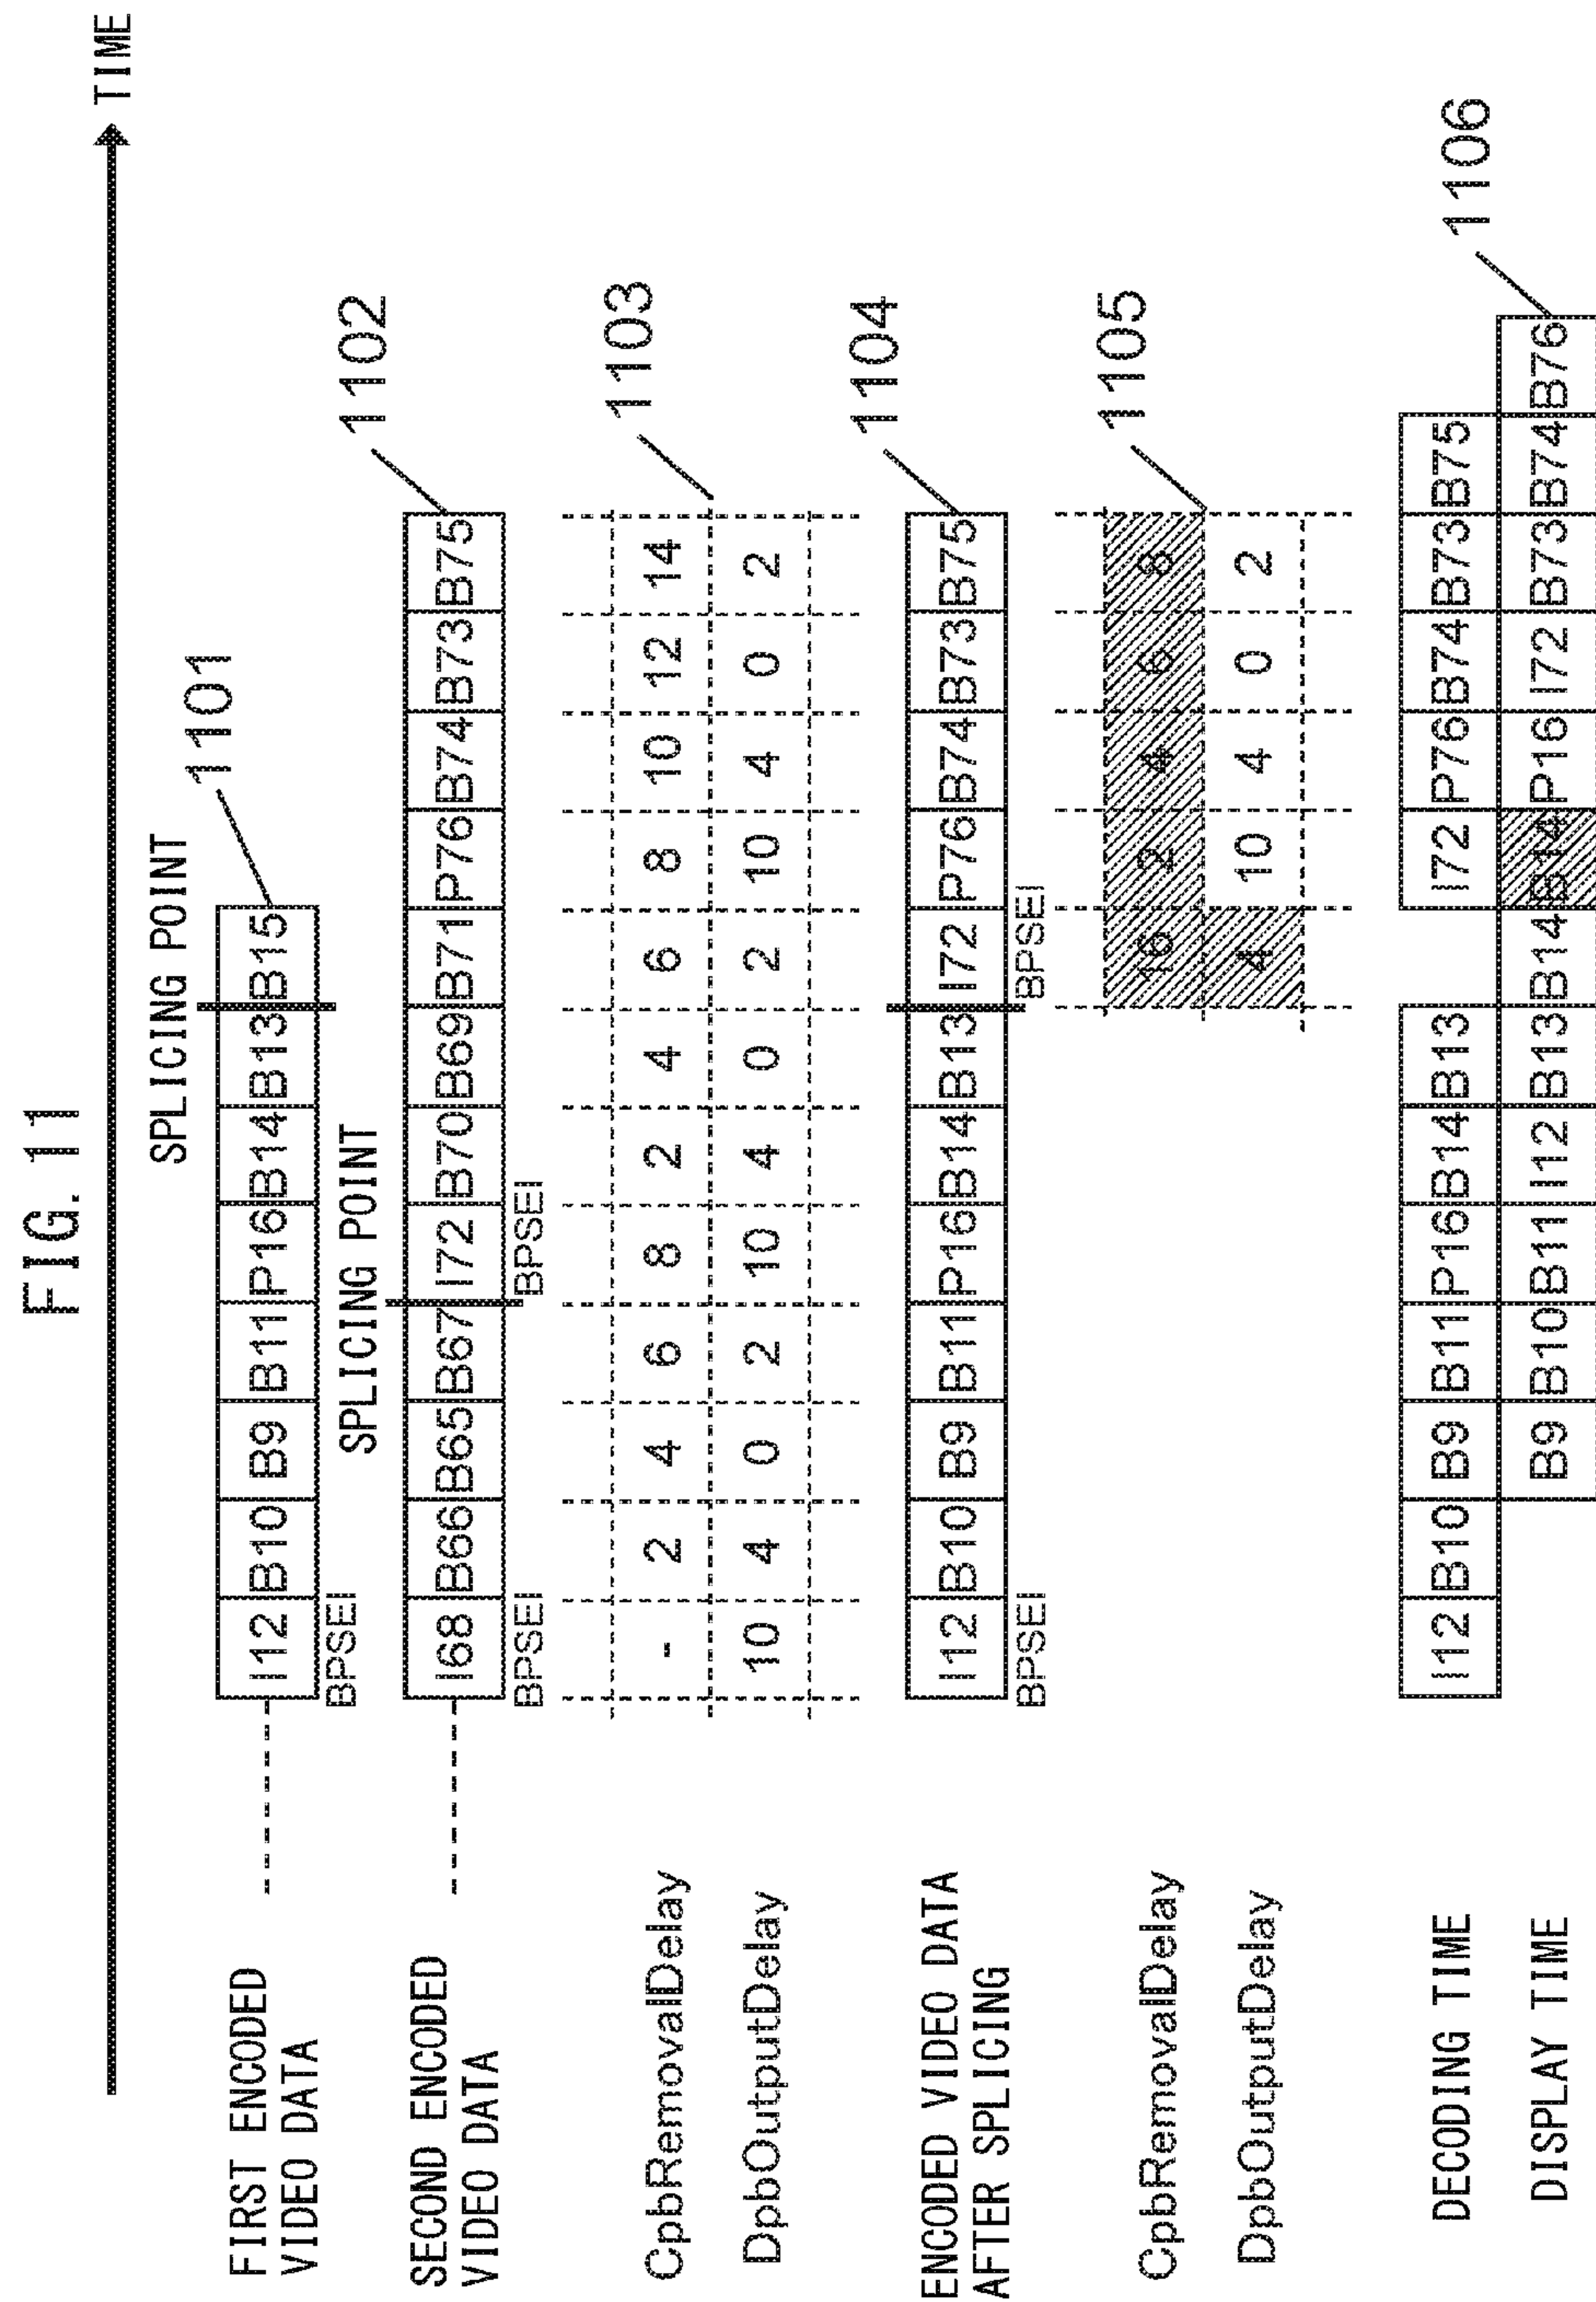 FIG. 11
TIME
SPLICING POINT
1101
FIRST ENCODED
VIDEO DATA
I12 B10 B9 B11 P16 B14 B13 B15
BPSEI
SPLICING POINT
1102
SECOND ENCODED
VIDEO DATA
I68 B66 B65 B67 I72 B70 B69 B71 P76 B74 B73 B75
BPSEI BPSEI
1103
CpbRemovalDelay - 2 4 6 8 2 4 6 8 10 12 14
DpbOutputDelay 10 4 0 2 10 4 0 2 10 4 0 2
1104
ENCODED VIDEO DATA
AFTER SPLICING
I12 B10 B9 B11 P16 B14 B13 I72 P76 B74 B73 B75
BPSEI BPSEI
1105
CpbRemovalDelay 16 2 4 6 8
DpbOutputDelay 4 10 4 0 2
1106
DECODING TIME I12 B10 B9 B11 P16 B14 B13 I72 P76 B74 B73 B75
DISPLAY TIME B9 B10 B11 I12 B13 B14 B14 P16 I72 B73 B74 B76